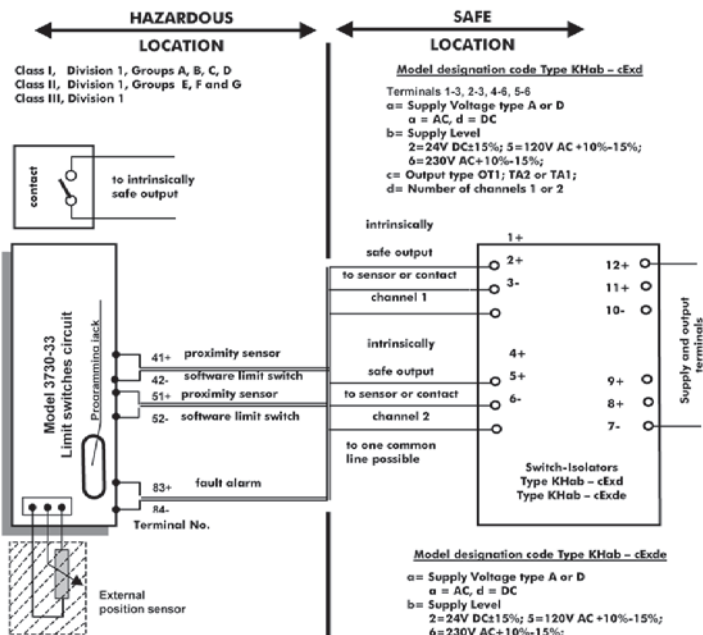 HAZARDOUS
LOCATION
SAFE
LOCATION
Class I, Division 1, Groups A, B, C, D
Class II, Division 1, Groups E, F and G
Class III, Division 1
Model designation code Type KHab – cExd
Terminals 1-3, 2-3, 4-6, 5-6
a= Supply Voltage type A or D
a = AC, d = DC
b= Supply Level
2=24V DC±15%; 5=120V AC +10%-15%;
6=230V AC+10%-15%;
c= Output type OT1; TA2 or TA1;
d= Number of channels 1 or 2
contact
to intrinsically
safe output
Model 3730-33
Limit switches circuit
Programming jack
41+ proximity sensor
42- software limit switch
51+ proximity sensor
52- software limit switch
83+ fault alarm
84-
Terminal No.
External
position sensor
intrinsically
safe output
to sensor or contact
channel 1
intrinsically
safe output
to sensor or contact
channel 2
to one common
line possible
1+
2+
3-
4+
5+
6-
12+
11+
10-
9+
8+
7-
Supply and output
terminals
Switch-Isolators
Type KHab – cExd
Type KHab – cExde
Model designation code Type KHab – cExde
a= Supply Voltage type A or D
a = AC, d = DC
b= Supply Level
2=24V DC±15%; 5=120V AC +10%-15%;
6=230V AC+10%-15%;